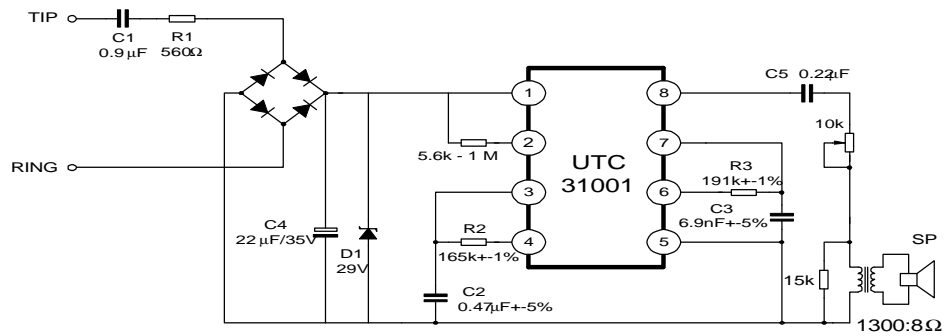 TIP
C1
0.9μF
R1
560Ω
RING
C4
22μF/35V
D1
29V
5.6k - 1 M
R2
165k+-1%
C2
0.47μF+-5%
1
2
3
4
UTC
31001
8
7
6
5
R3
191k+-1%
C3
6.9nF+-5%
C5 0.22μF
10k
15k
SP
1300:8Ω